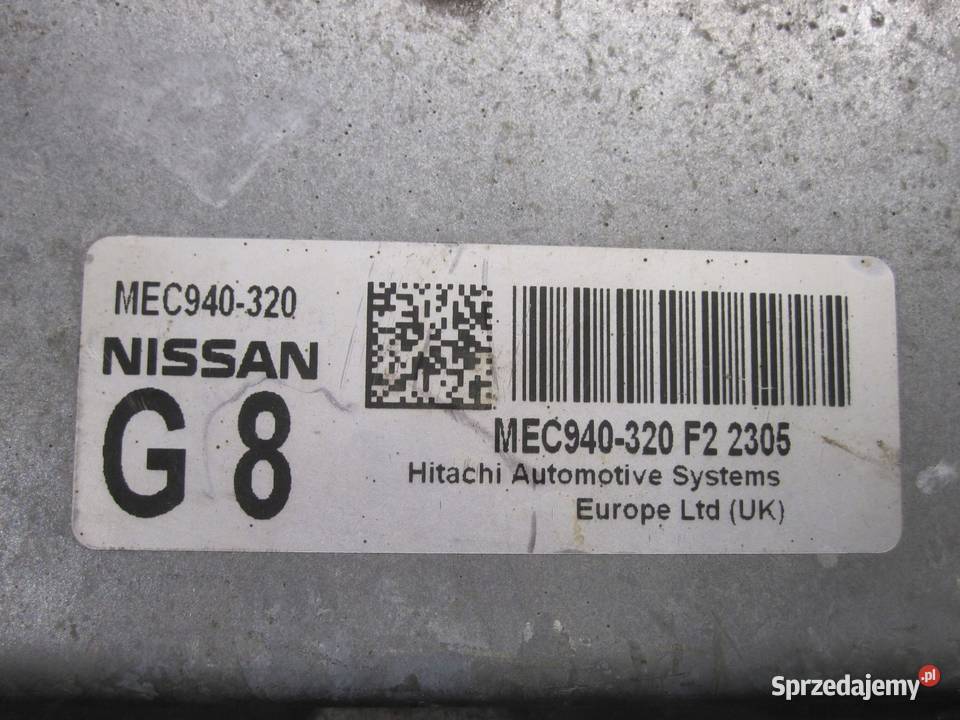 MEC940-320
NISSAN
G 8
MEC940-320 F2 2305
Hitachi Automotive Systems
Europe Ltd (UK)
Sprzedajemy.pl